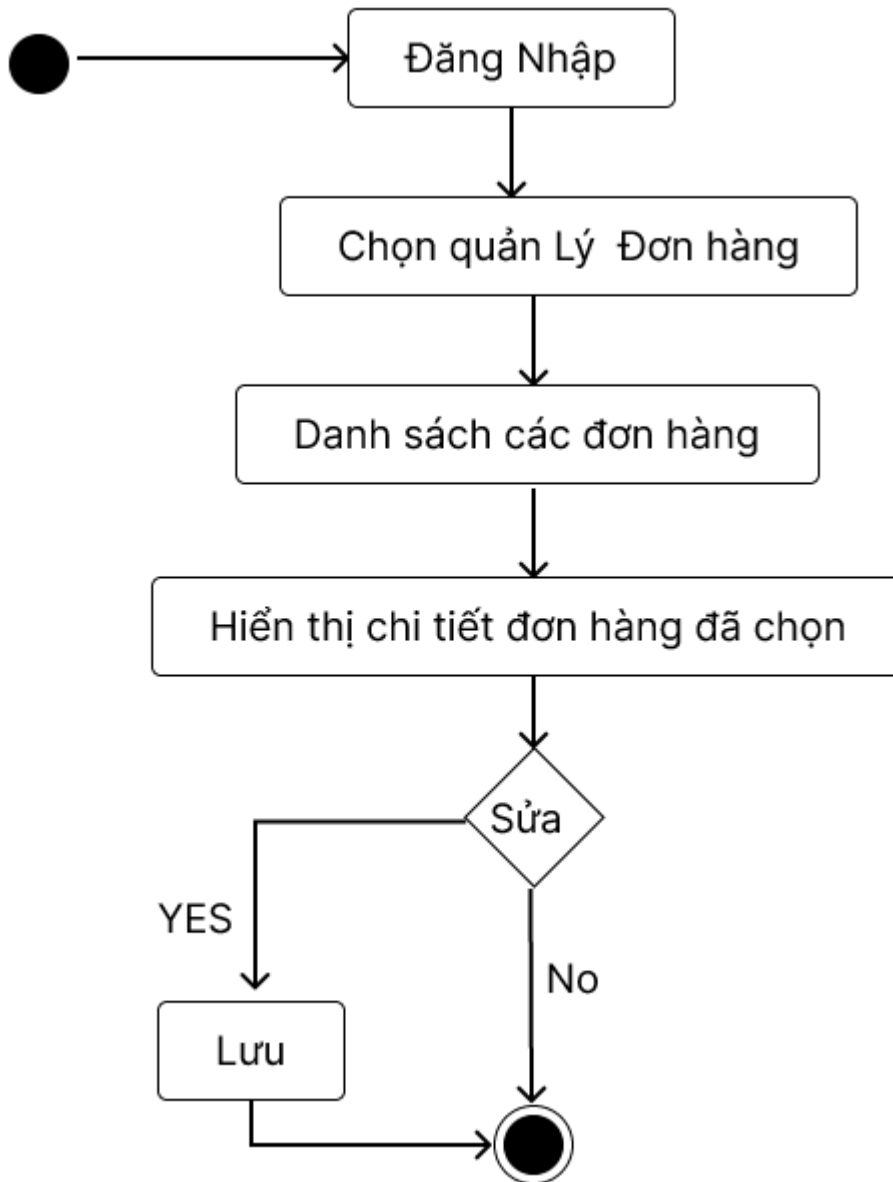 Đăng Nhập
Chọn quản Lý Đơn hàng
Danh sách các đơn hàng
Hiển thị chi tiết đơn hàng đã chọn
Sửa
YES
No
Lưu